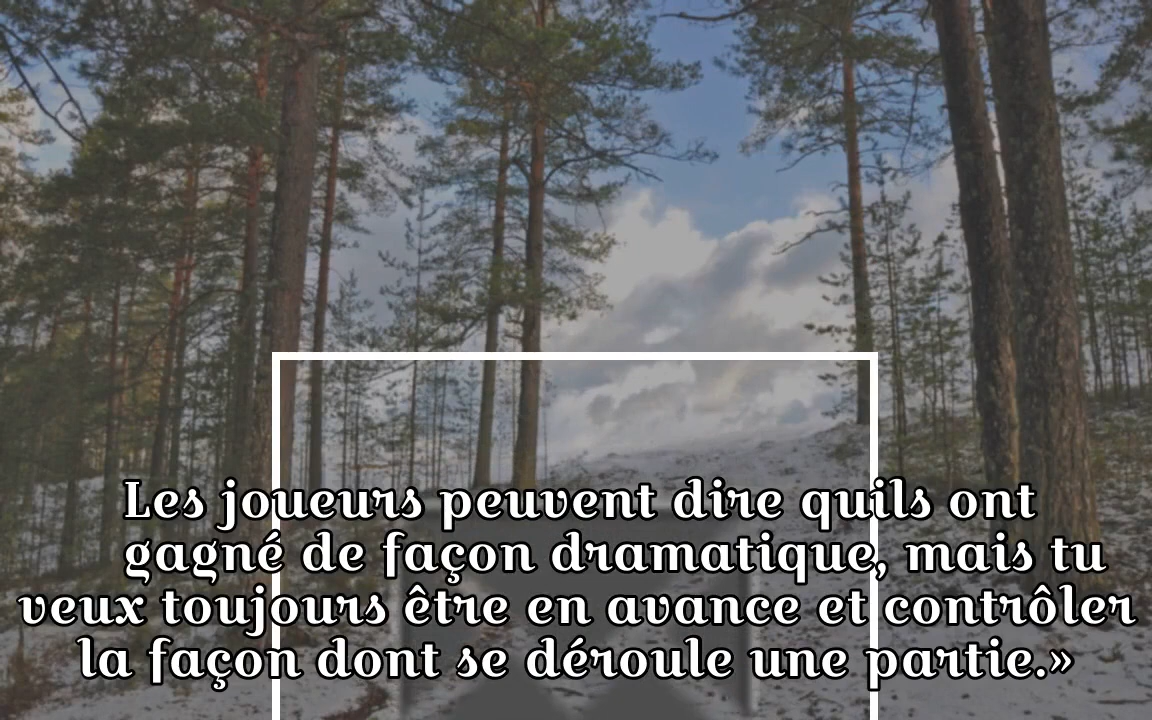 Les joueurs peuvent dire quils ont
gagné de façon dramatique, mais tu
veux toujours être en avance et contrôler
la façon dont se déroule une partie.»